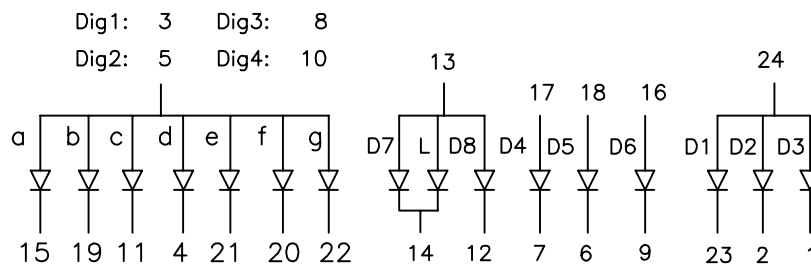 Dig1: 3 Dig3: 8
Dig2: 5 Dig4: 10
13 24
17 18 16
a b c d e f g D7 L D8 D4 D5 D6 D1 D2 D3
15 19 11 4 21 20 22 14 12 7 6 9 23 2